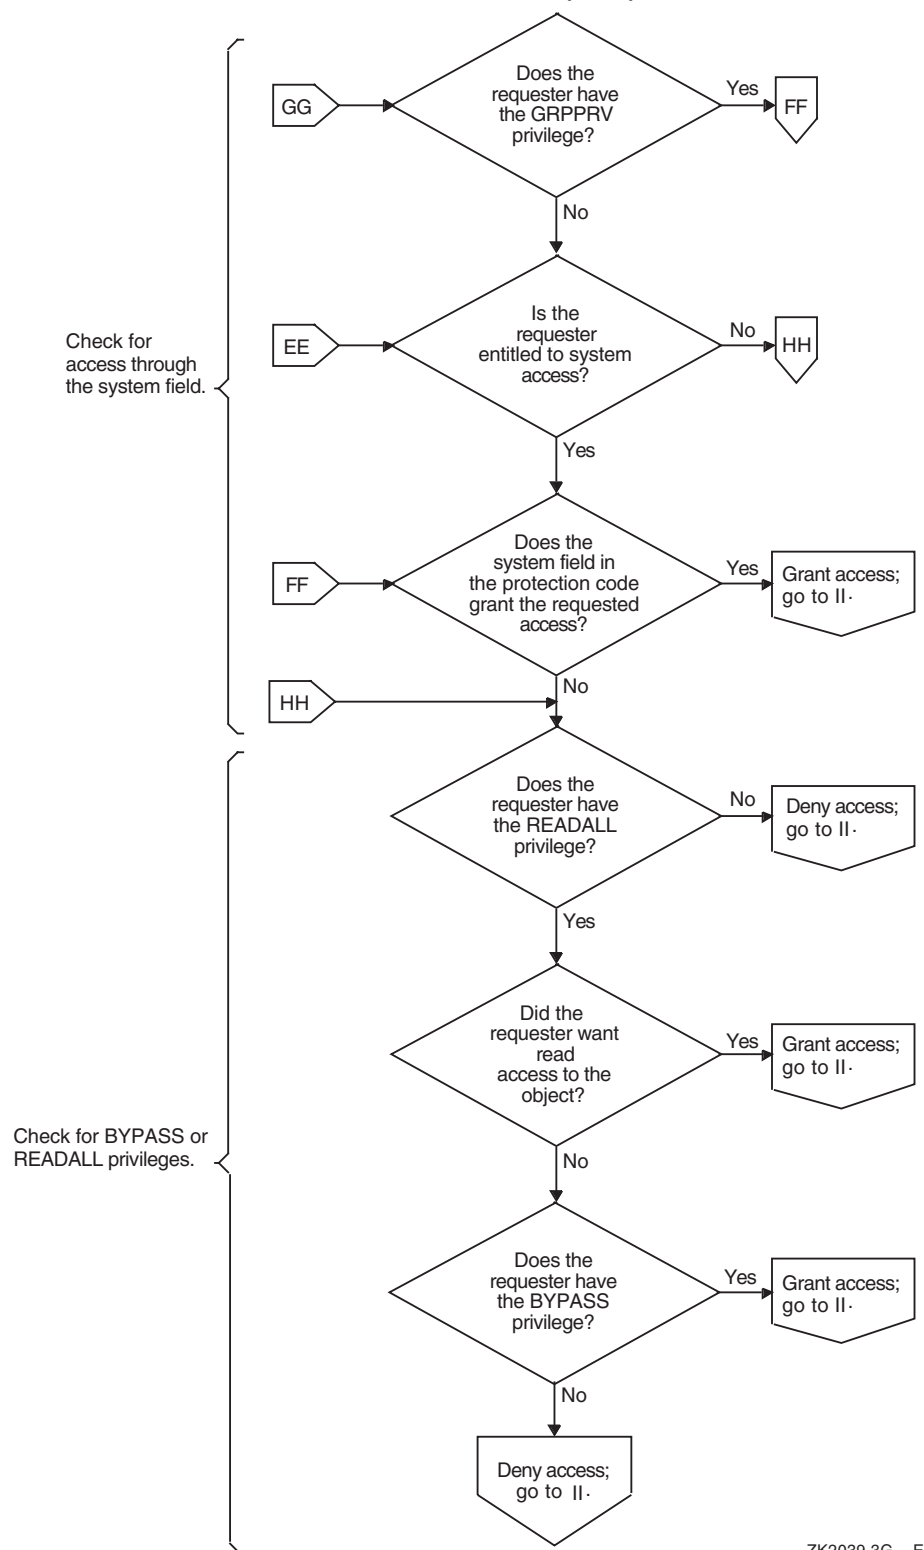 Does the
requester have
the GRPPRV
privilege?
GG
Yes
FF
No
Check for
access through
the system field.
Is the
requester
entitled to system
access?
EE
No
HH
Yes
Does the
system field in
the protection code
grant the requested
access?
FF
Yes
Grant access;
go to II.
No
HH
Does the
requester have
the READALL
privilege?
No
Deny access;
go to II.
Yes
Did the
requester want
read
access to the
object?
Yes
Grant access;
go to II.
No
Check for BYPASS or
READALL privileges.
Does the
requester have
the BYPASS
privilege?
Yes
Grant access;
go to II.
No
Deny access;
go to II.